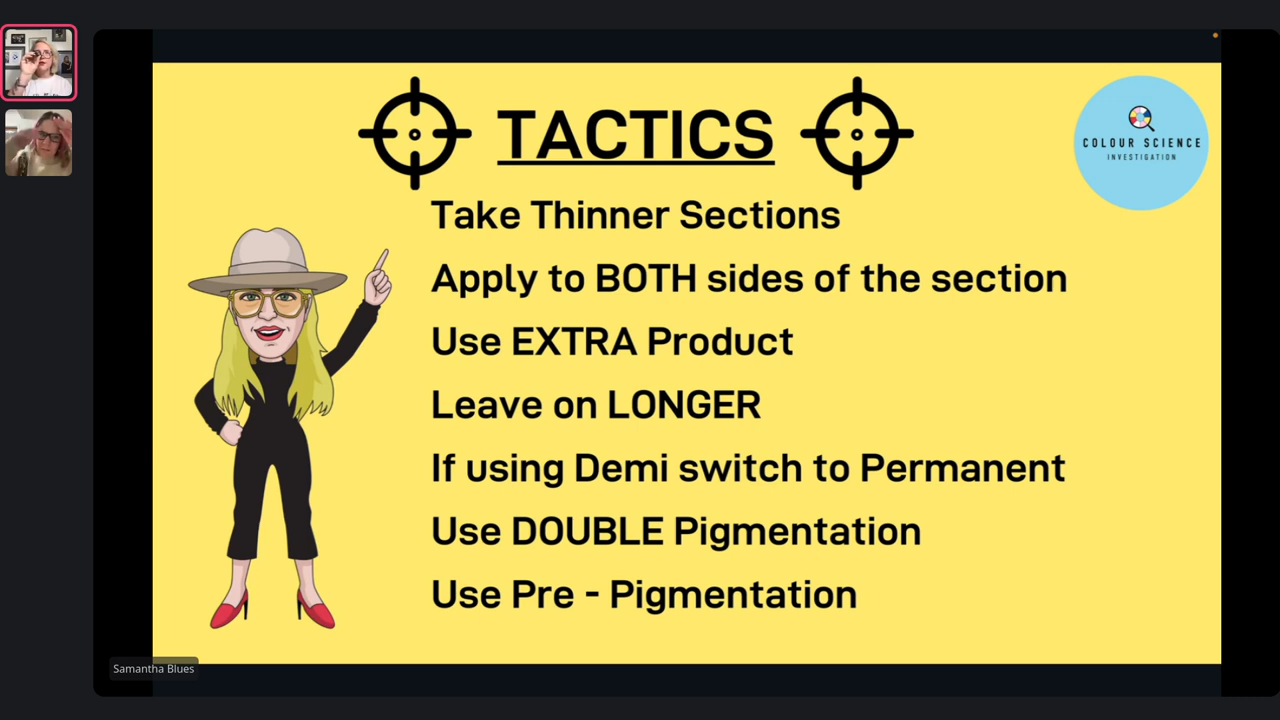 TACTICS
COLOUR SCIENCE
INVESTIGATION
Take Thinner Sections
Apply to BOTH sides of the section
Use EXTRA Product
Leave on LONGER
If using Demi switch to Permanent
Use DOUBLE Pigmentation
Use Pre - Pigmentation
Samantha Blues